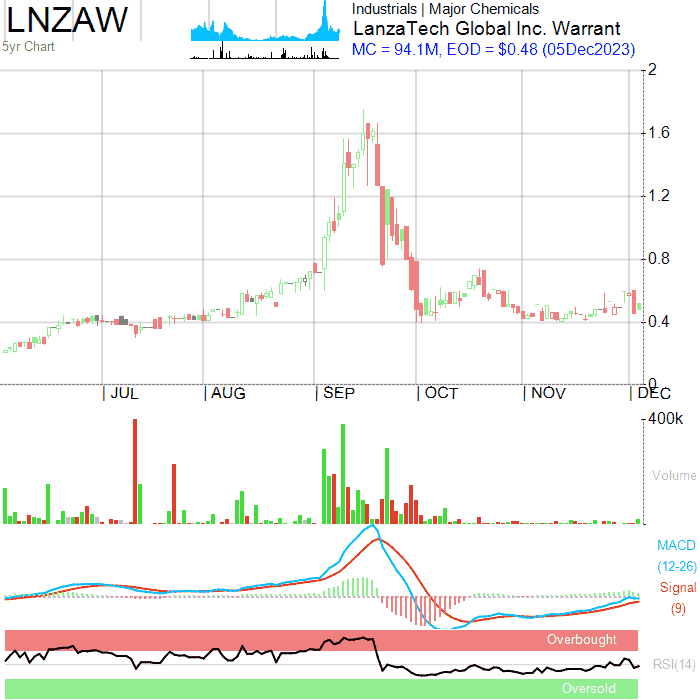 LNZAW
5yr Chart
Industrials | Major Chemicals
LanzaTech Global Inc. Warrant
MC = 94.1M, EOD = $0.48 (05Dec2023)
2
1.6
1.2
0.8
0.4
0
JUL AUG SEP OCT NOV DEC
400k
Volume
MACD
(12-26)
Signal
(9)
Overbought
RSI(14)
Oversold